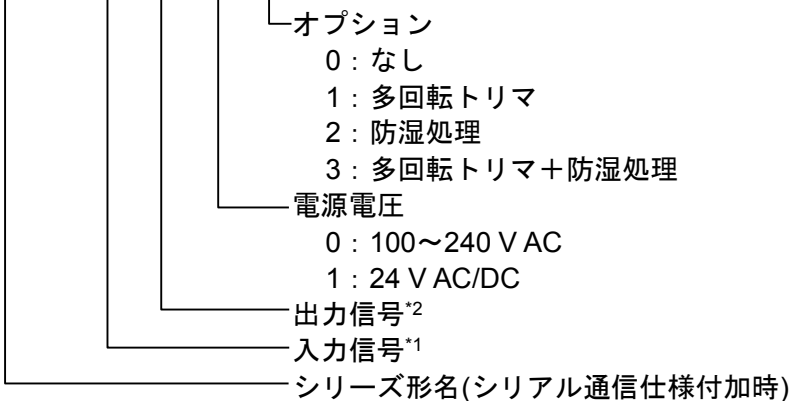 オプション
0：なし
1：多回転トリマ
2：防湿処理
3：多回転トリマ＋防湿処理
電源電圧
0：100～240 V AC
1：24 V AC/DC
出力信号*2
入力信号*1
シリーズ形名(シリアル通信仕様付加時)